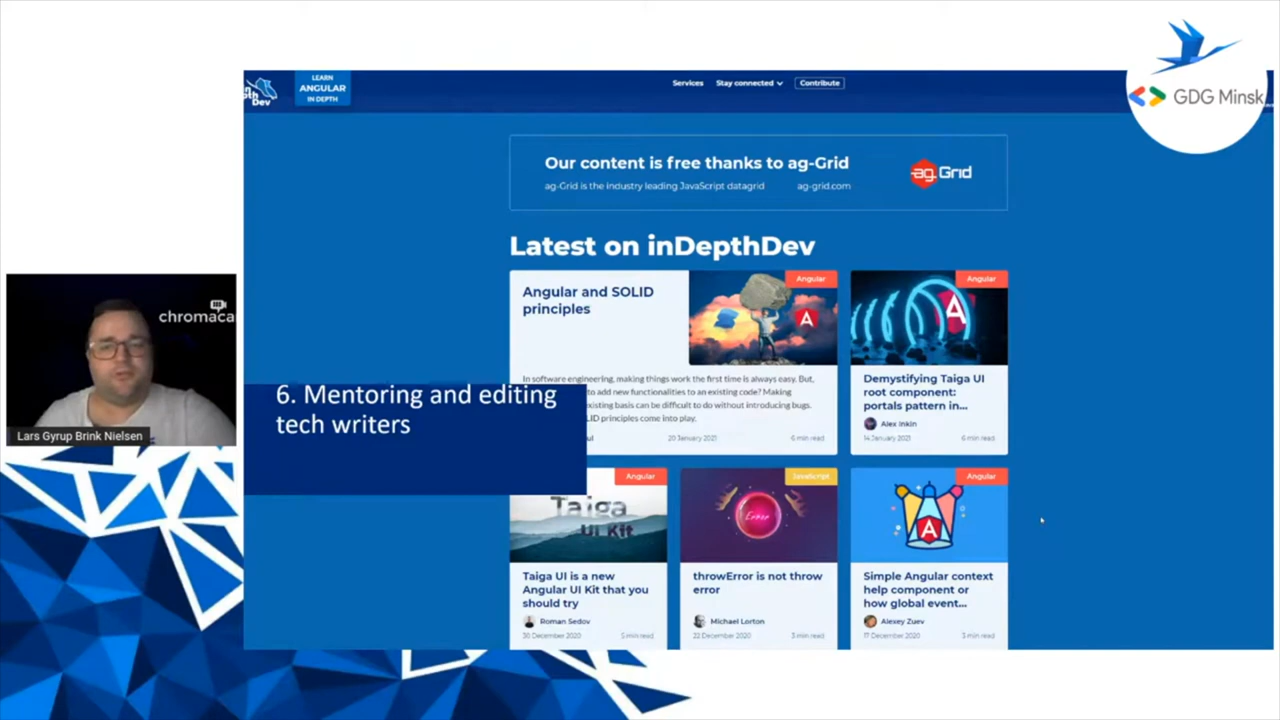 LEARN
ANGULAR
IN DEPTH
Services
Stay connected
Contribute
GDG Minsk
Our content is free thanks to ag-Grid
ag-Grid is the industry leading JavaScript datagrid
ag-grid.com
ag.Grid
Latest on inDepthDev
Angular and SOLID
principles
Angular
In software engineering, making things work the first time is always easy. But,
to add new functionalities to an existing code? Making
existing basis can be difficult to do without introducing bugs.
principles come into play.
20 January 2021
6 min read
Angular
Demystifying Taiga UI
root component:
portals pattern in...
Alex Inkin
14 January 2021
6 min read
6. Mentoring and editing
tech writers
chromaca
Lars Gyrup Brink Nielsen
Angular
Taiga
UI Kit
Taiga UI is a new
Angular UI Kit that you
should try
Roman Sedov
30 December 2020
5 min read
JavaScript
Error
throwError is not throw
error
Michael Lorton
22 December 2020
3 min read
Angular
Simple Angular context
help component or
how global event...
Alexey Zuev
17 December 2020
3 min read